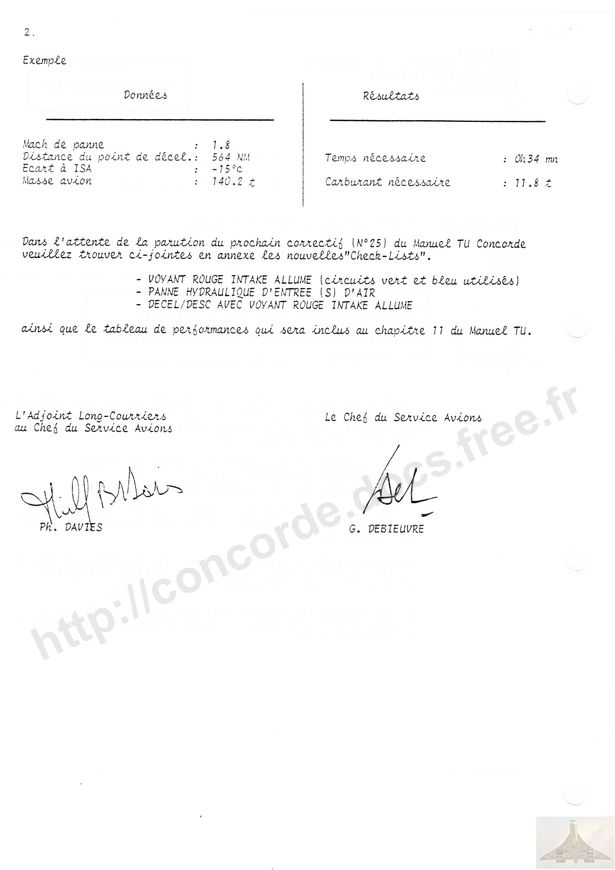 2.
Exemple
Données
Résultats
Mach de panne : 1.8
Distance du point de décel.: 564 NM
Ecart à ISA : -15°c
Masse avion : 140.2 t
Temps nécessaire : 0h34 mn
Carburant nécessaire : 11.8 t
Dans l'attente de la parution du prochain correctif (N°25) du Manuel TU Concorde
veuillez trouver ci-jointes en annexe les nouvelles"Check-Lists".
- VOYANT ROUGE INTAKE ALLUME (circuits vert et bleu utilisés)
- PANNE HYDRAULIQUE D'ENTREE (S) D'AIR
- DECEL/DESC AVEC VOYANT ROUGE INTAKE ALLUME
ainsi que le tableau de performances qui sera inclus au chapitre 11 du Manuel TU.
L'Adjoint Long-Courriers
au Chef du Service Avions
Le Chef du Service Avions
PH. DAVIES
G. DEBIEUVRE
http://concorde.docs.free.fr